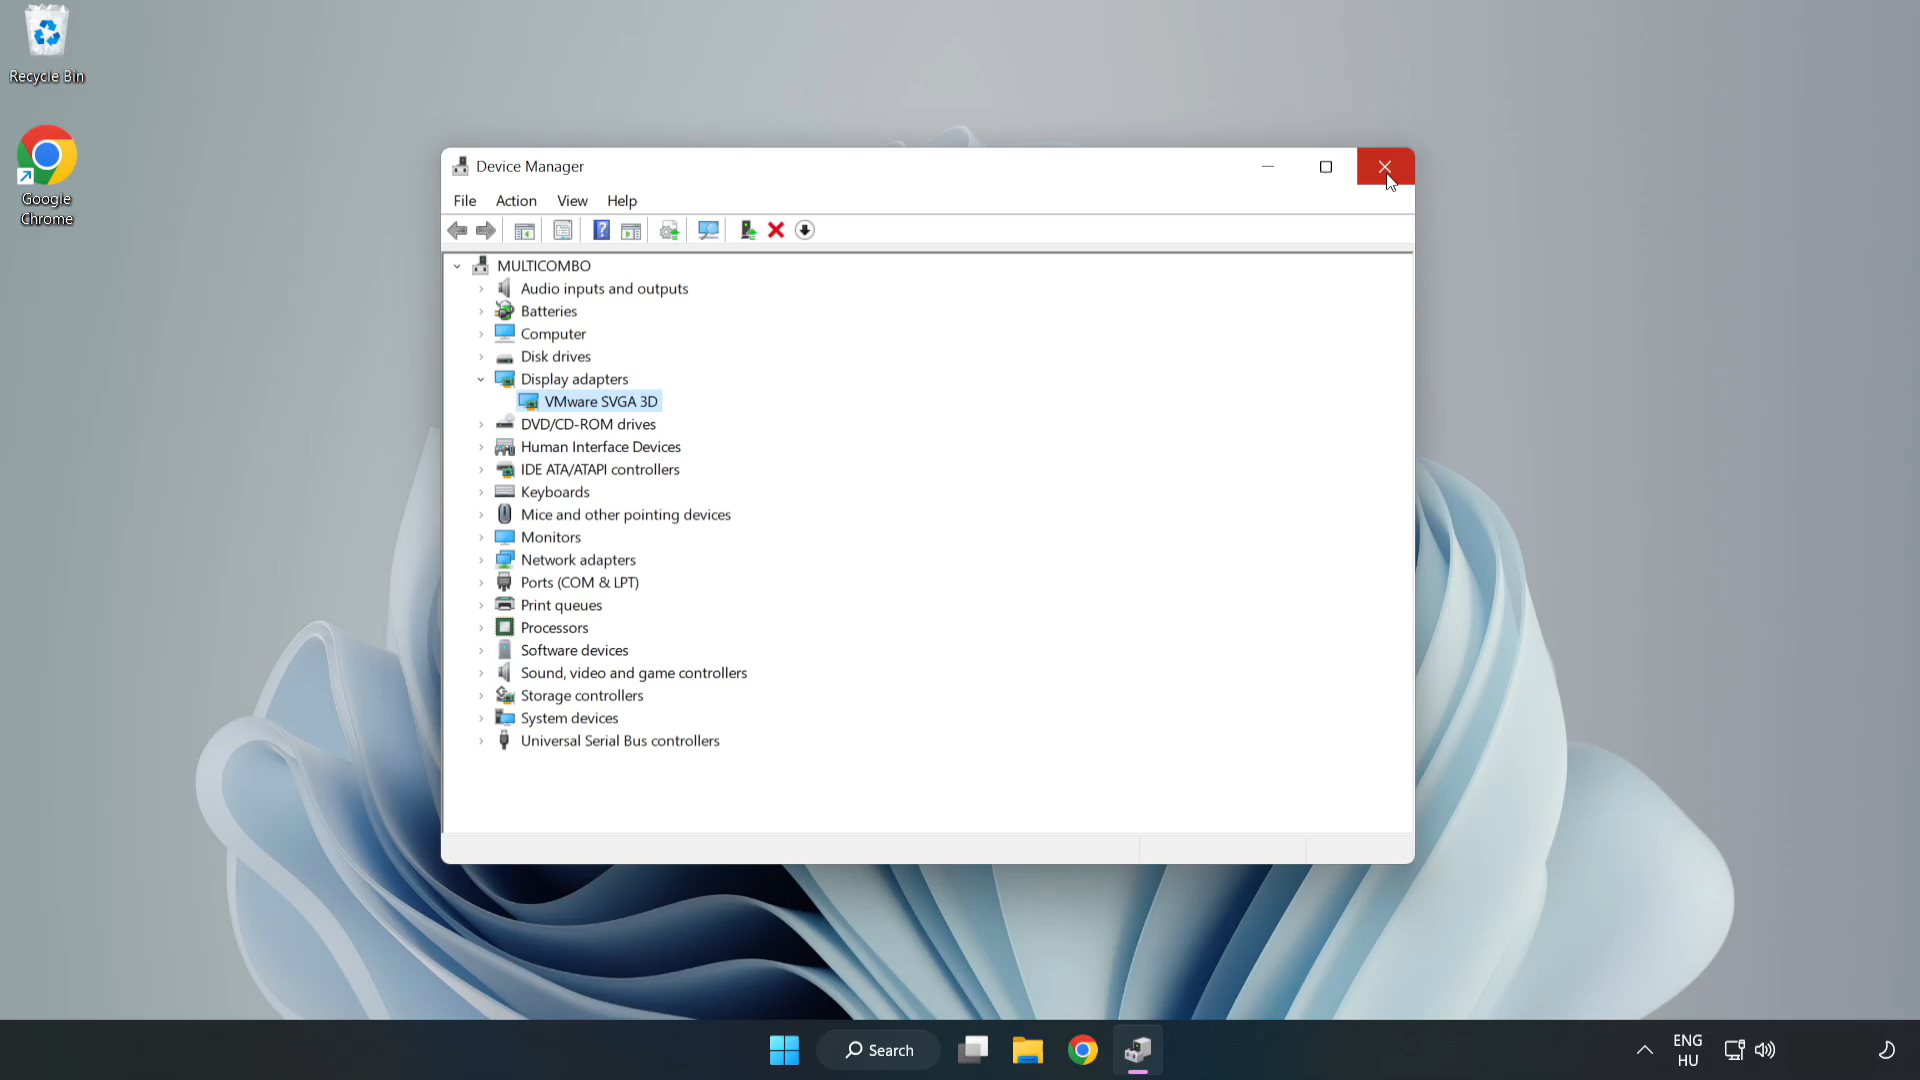 Recycle Bin
Google
Chrome
Device Manager
File Action View Help
MULTICOMBO
Audio inputs and outputs
Batteries
Computer
Disk drives
Display adapters
VMware SVGA 3D
DVD/CD-ROM drives
Human Interface Devices
IDE ATA/ATAPI controllers
Keyboards
Mice and other pointing devices
Monitors
Network adapters
Ports (COM & LPT)
Print queues
Processors
Software devices
Sound, video and game controllers
Storage controllers
System devices
Universal Serial Bus controllers
Search
ENG
HU